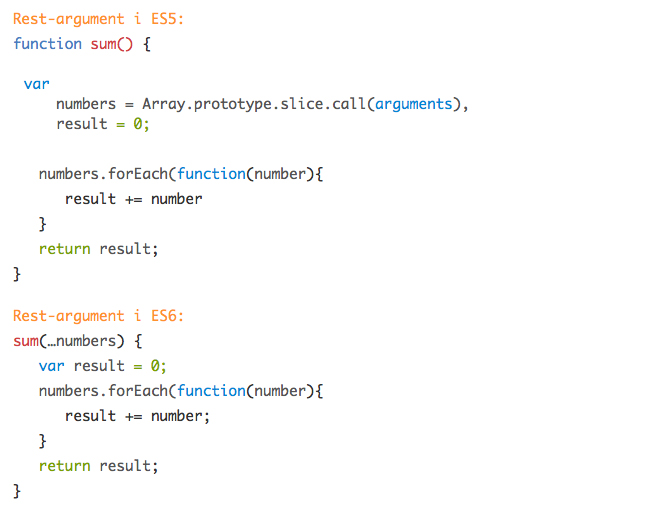 Rest-argument i ES5:
function sum() {
var
numbers = Array.prototype.slice.call(arguments),
result = 0;
numbers.forEach(function(number){
result += number
}
return result;
}
Rest-argument i ES6:
sum(…numbers) {
var result = 0;
numbers.forEach(function(number){
result += number;
}
return result;
}